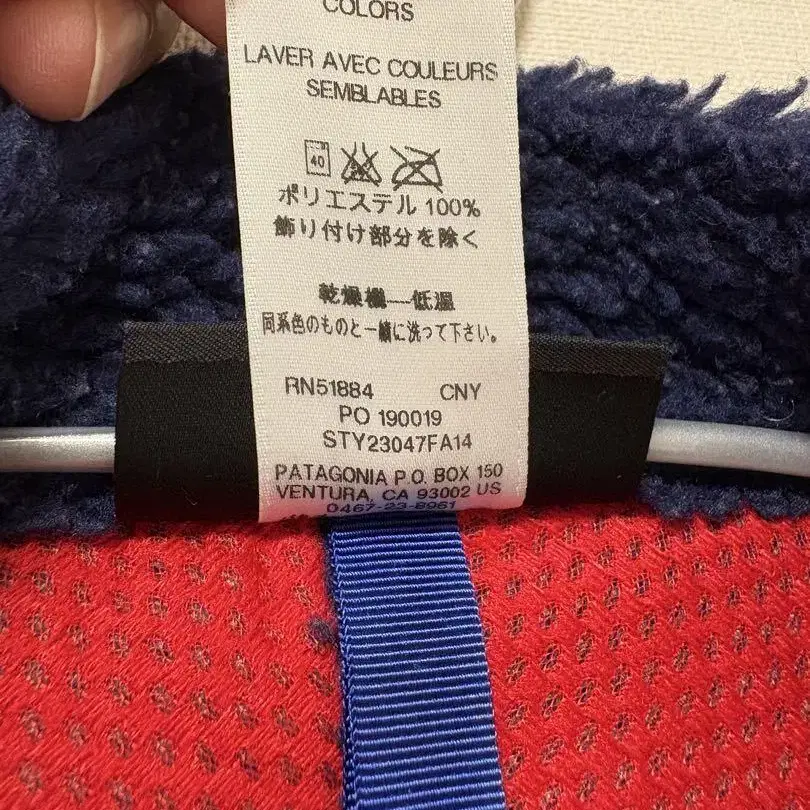 COLORS
LAVER AVEC COULEURS
SEMBLABLES
40
ポリエステル 100%
飾り付け部分を除く
乾燥機—低温
同系色のものと一緒に洗って下さい。
RN51884 CNY
PO 190019
STY23047FA14
PATAGONIA P.O. BOX 150
VENTURA, CA 93002 US
0467-23-8961